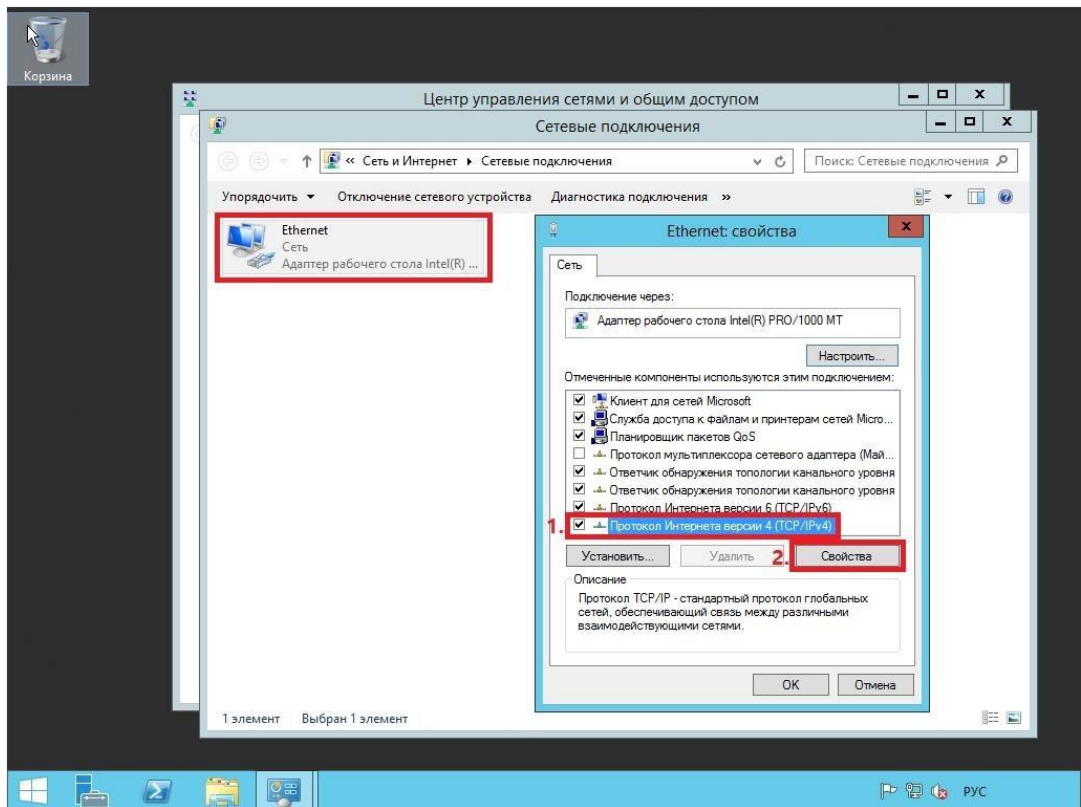 Корзина
Центр управления сетями и общим доступом
Сетевые подключения
« Сеть и Интернет ▸ Сетевые подключения
Поиск: Сетевые подключения
Упорядочить Отключение сетевого устройства Диагностика подключения »
Ethernet
Сеть
Адаптер рабочего стола Intel(R) ...
Ethernet: свойства
Сеть
Подключение через:
Адаптер рабочего стола Intel(R) PRO/1000 MT
Настроить...
Отмеченные компоненты используются этим подключением:
Клиент для сетей Microsoft
Служба доступа к файлам и принтерам сетей Micro...
Планировщик пакетов QoS
Протокол мультиплексора сетевого адаптера (Май...
Ответчик обнаружения топологии канального уровня
Ответчик обнаружения топологии канального уровня
Протокол Интернета версии 6 (TCP/IPv6)
1. Протокол Интернета версии 4 (TCP/IPv4)
Установить... Удалить 2. Свойства
Описание
Протокол TCP/IP - стандартный протокол глобальных
сетей, обеспечивающий связь между различными
взаимодействующими сетями.
OK Отмена
1 элемент Выбран 1 элемент
РУС